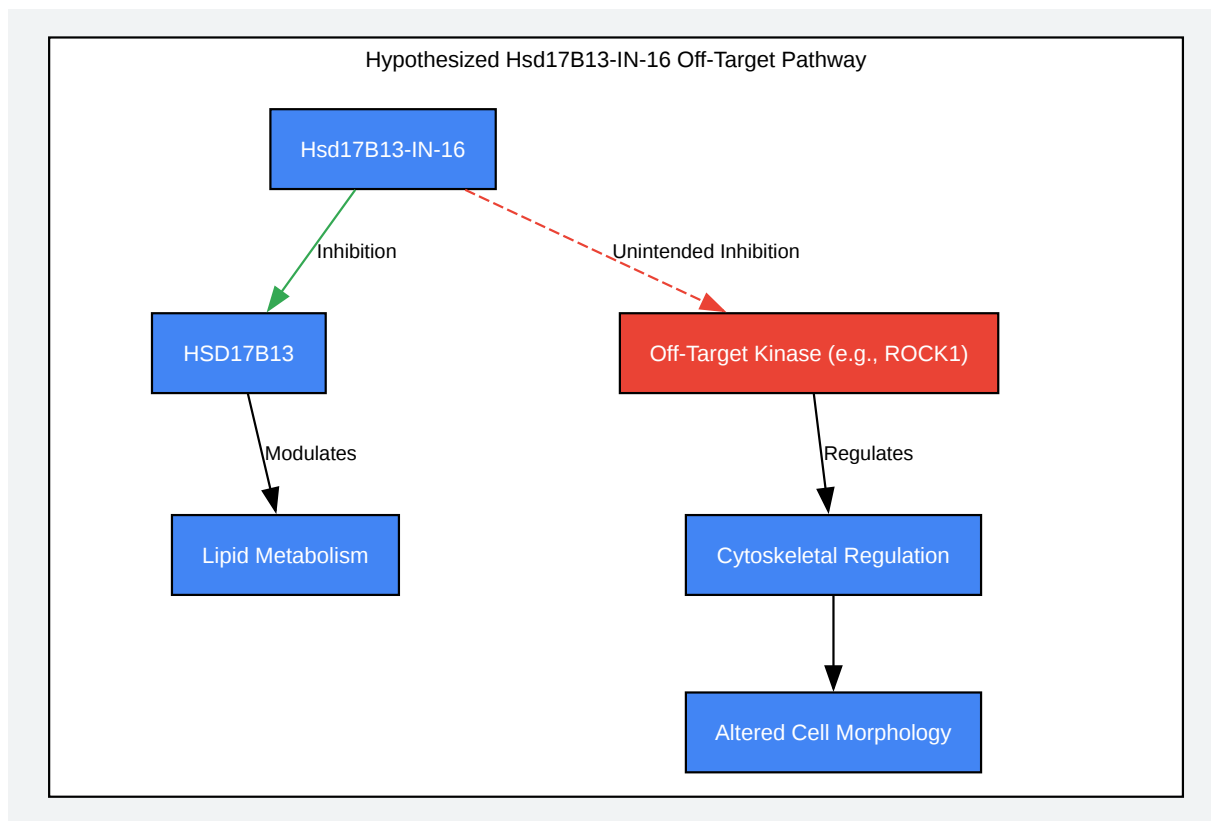 Hypothesized Hsd17B13-IN-16 Off-Target Pathway
Hsd17B13-IN-16
Inhibition
Unintended Inhibition
HSD17B13
Off-Target Kinase (e.g., ROCK1)
Modulates
Regulates
Lipid Metabolism
Cytoskeletal Regulation
Altered Cell Morphology